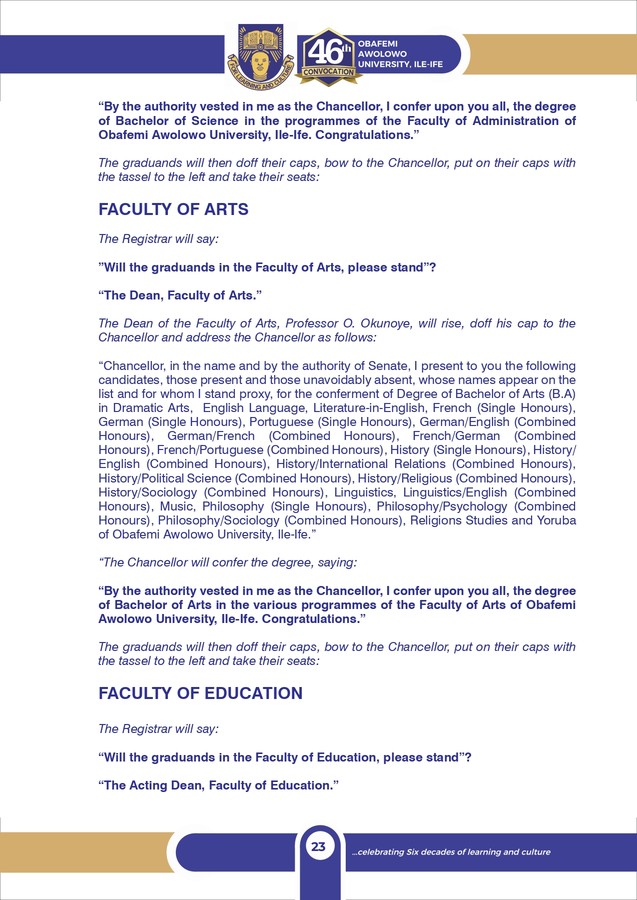 FOR LEARNING AND CULTURE
46th
CONVOCATION
OBAFEMI
AWOLOWO
UNIVERSITY, ILE-IFE
“By the authority vested in me as the Chancellor, I confer upon you all, the degree
of Bachelor of Science in the programmes of the Faculty of Administration of
Obafemi Awolowo University, Ile-Ife. Congratulations.”
The graduands will then doff their caps, bow to the Chancellor, put on their caps with
the tassel to the left and take their seats:
FACULTY OF ARTS
The Registrar will say:
”Will the graduands in the Faculty of Arts, please stand”?
“The Dean, Faculty of Arts.”
The Dean of the Faculty of Arts, Professor O. Okunoye, will rise, doff his cap to the
Chancellor and address the Chancellor as follows:
“Chancellor, in the name and by the authority of Senate, I present to you the following
candidates, those present and those unavoidably absent, whose names appear on the
list and for whom I stand proxy, for the conferment of Degree of Bachelor of Arts (B.A)
in Dramatic Arts, English Language, Literature-in-English, French (Single Honours),
German (Single Honours), Portuguese (Single Honours), German/English (Combined
Honours), German/French (Combined Honours), French/German (Combined
Honours), French/Portuguese (Combined Honours), History (Single Honours), History/
English (Combined Honours), History/International Relations (Combined Honours),
History/Political Science (Combined Honours), History/Religious (Combined Honours),
History/Sociology (Combined Honours), Linguistics, Linguistics/English (Combined
Honours), Music, Philosophy (Single Honours), Philosophy/Psychology (Combined
Honours), Philosophy/Sociology (Combined Honours), Religions Studies and Yoruba
of Obafemi Awolowo University, Ile-Ife.”
“The Chancellor will confer the degree, saying:
“By the authority vested in me as the Chancellor, I confer upon you all, the degree
of Bachelor of Arts in the various programmes of the Faculty of Arts of Obafemi
Awolowo University, Ile-Ife. Congratulations.”
The graduands will then doff their caps, bow to the Chancellor, put on their caps with
the tassel to the left and take their seats:
FACULTY OF EDUCATION
The Registrar will say:
“Will the graduands in the Faculty of Education, please stand”?
“The Acting Dean, Faculty of Education.”
23
...celebrating Six decades of learning and culture